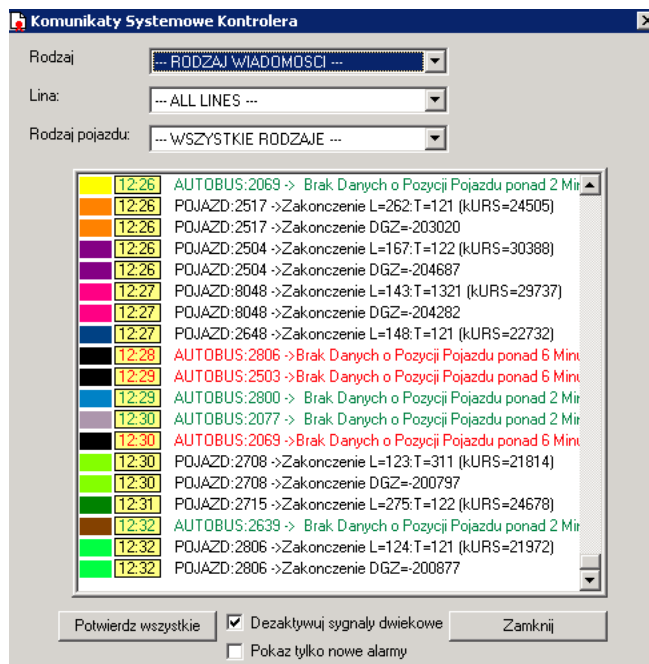 Komunikaty Systemowe Kontrolera
Rodzaj
--- RODZAJ WIADOMOSCI ---
Lina:
--- ALL LINES ---
Rodzaj pojazdu:
--- WSZYSTKIE RODZAJE ---
12:26 AUTOBUS:2069 -> Brak Danych o Pozycji Pojazdu ponad 2 Min
12:26 POJAZD:2517 ->Zakonczenie L=262:T=121 (kURS=24505)
12:26 POJAZD:2517 ->Zakonczenie DGZ=-203020
12:26 POJAZD:2504 ->Zakonczenie L=167:T=122 (kURS=30388)
12:26 POJAZD:2504 ->Zakonczenie DGZ=-204687
12:27 POJAZD:8048 ->Zakonczenie L=143:T=1321 (kURS=29737)
12:27 POJAZD:8048 ->Zakonczenie DGZ=-204282
12:27 POJAZD:2648 ->Zakonczenie L=148:T=121 (kURS=22732)
12:28 AUTOBUS:2806 ->Brak Danych o Pozycji Pojazdu ponad 6 Minu
12:29 AUTOBUS:2503 ->Brak Danych o Pozycji Pojazdu ponad 6 Minu
12:29 AUTOBUS:2800 -> Brak Danych o Pozycji Pojazdu ponad 2 Min
12:30 AUTOBUS:2077 -> Brak Danych o Pozycji Pojazdu ponad 2 Min
12:30 AUTOBUS:2069 ->Brak Danych o Pozycji Pojazdu ponad 6 Minu
12:30 POJAZD:2708 ->Zakonczenie L=123:T=311 (kURS=21814)
12:30 POJAZD:2708 ->Zakonczenie DGZ=-200797
12:31 POJAZD:2715 ->Zakonczenie L=275:T=122 (kURS=24678)
12:32 AUTOBUS:2639 -> Brak Danych o Pozycji Pojazdu ponad 2 Min
12:32 POJAZD:2806 ->Zakonczenie L=124:T=121 (kURS=21972)
12:32 POJAZD:2806 ->Zakonczenie DGZ=-200877
Potwierdz wszystkie
Dezaktywuj sygnaly dwiekowe
Zamknij
Pokaz tylko nowe alarmy